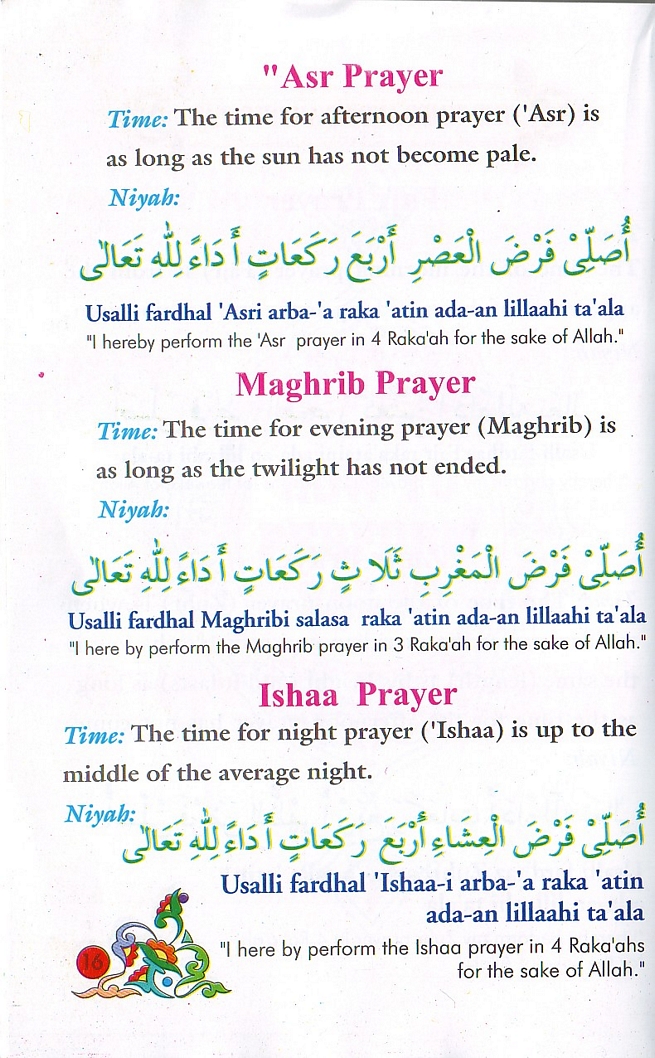 "Asr Prayer
Time: The time for afternoon prayer ('Asr) is
as long as the sun has not become pale.
Niyah:
أُصَلِّيْ فَرْضَ الْعَصْرِ أَرْبَعَ رَكَعَاتٍ أَدَاءً لِلّٰهِ تَعَالٰى
Usalli fardhal 'Asri arba-'a raka 'atin ada-an lillaahi ta'ala
"I hereby perform the 'Asr prayer in 4 Raka'ah for the sake of Allah."
Maghrib Prayer
Time: The time for evening prayer (Maghrib) is
as long as the twilight has not ended.
Niyah:
أُصَلِّيْ فَرْضَ الْمَغْرِبِ ثَلَاثٍ رَكَعَاتٍ أَدَاءً لِلّٰهِ تَعَالٰى
Usalli fardhal Maghribi salasa raka 'atin ada-an lillaahi ta'ala
"I here by perform the Maghrib prayer in 3 Raka'ah for the sake of Allah."
Ishaa Prayer
Time: The time for night prayer ('Ishaa) is up to the
middle of the average night.
Niyah:
أُصَلِّيْ فَرْضَ الْعِشَاءِ أَرْبَعَ رَكَعَاتٍ أَدَاءً لِلّٰهِ تَعَالٰى
Usalli fardhal 'Ishaa-i arba-'a raka 'atin
ada-an lillaahi ta'ala
"I here by perform the Ishaa prayer in 4 Raka'ahs
for the sake of Allah."
16